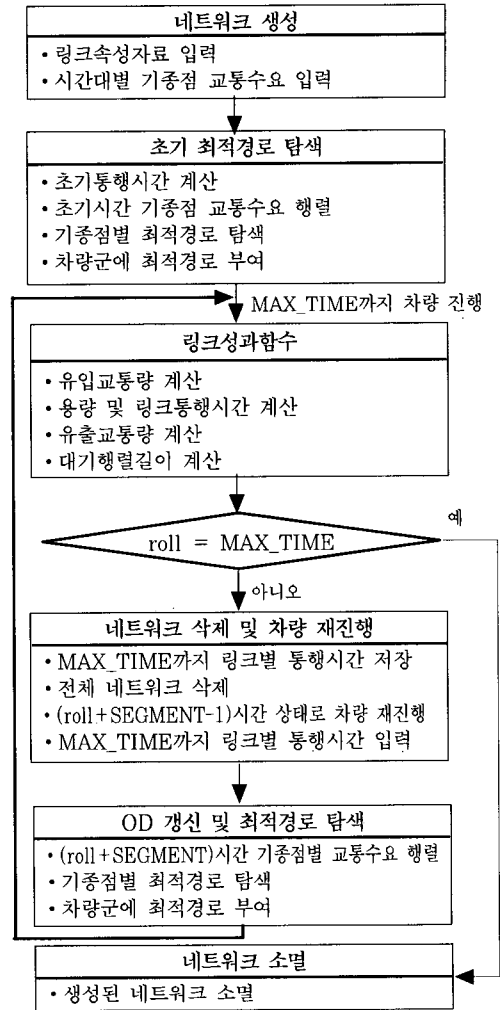 네트워크 생성
• 링크속성자료 입력
• 시간대별 기종점 교통수요 입력
초기 최적경로 탐색
• 초기통행시간 계산
• 초기시간 기종점 교통수요 행렬
• 기종점별 최적경로 탐색
• 차량군에 최적경로 부여
MAX_TIME까지 차량 진행
링크성과함수
• 유입교통량 계산
• 용량 및 링크통행시간 계산
• 유출교통량 계산
• 대기행렬길이 계산
예
roll = MAX_TIME
아니오
네트워크 삭제 및 차량 재진행
• MAX_TIME까지 링크별 통행시간 저장
• 전체 네트워크 삭제
• (roll+SEGMENT-1)시간 상태로 차량 재진행
• MAX_TIME까지 링크별 통행시간 입력
OD 갱신 및 최적경로 탐색
• (roll+SEGMENT)시간 기종점별 교통수요 행렬
• 기종점별 최적경로 탐색
• 차량군에 최적경로 부여
네트워크 소멸
• 생성된 네트워크 소멸